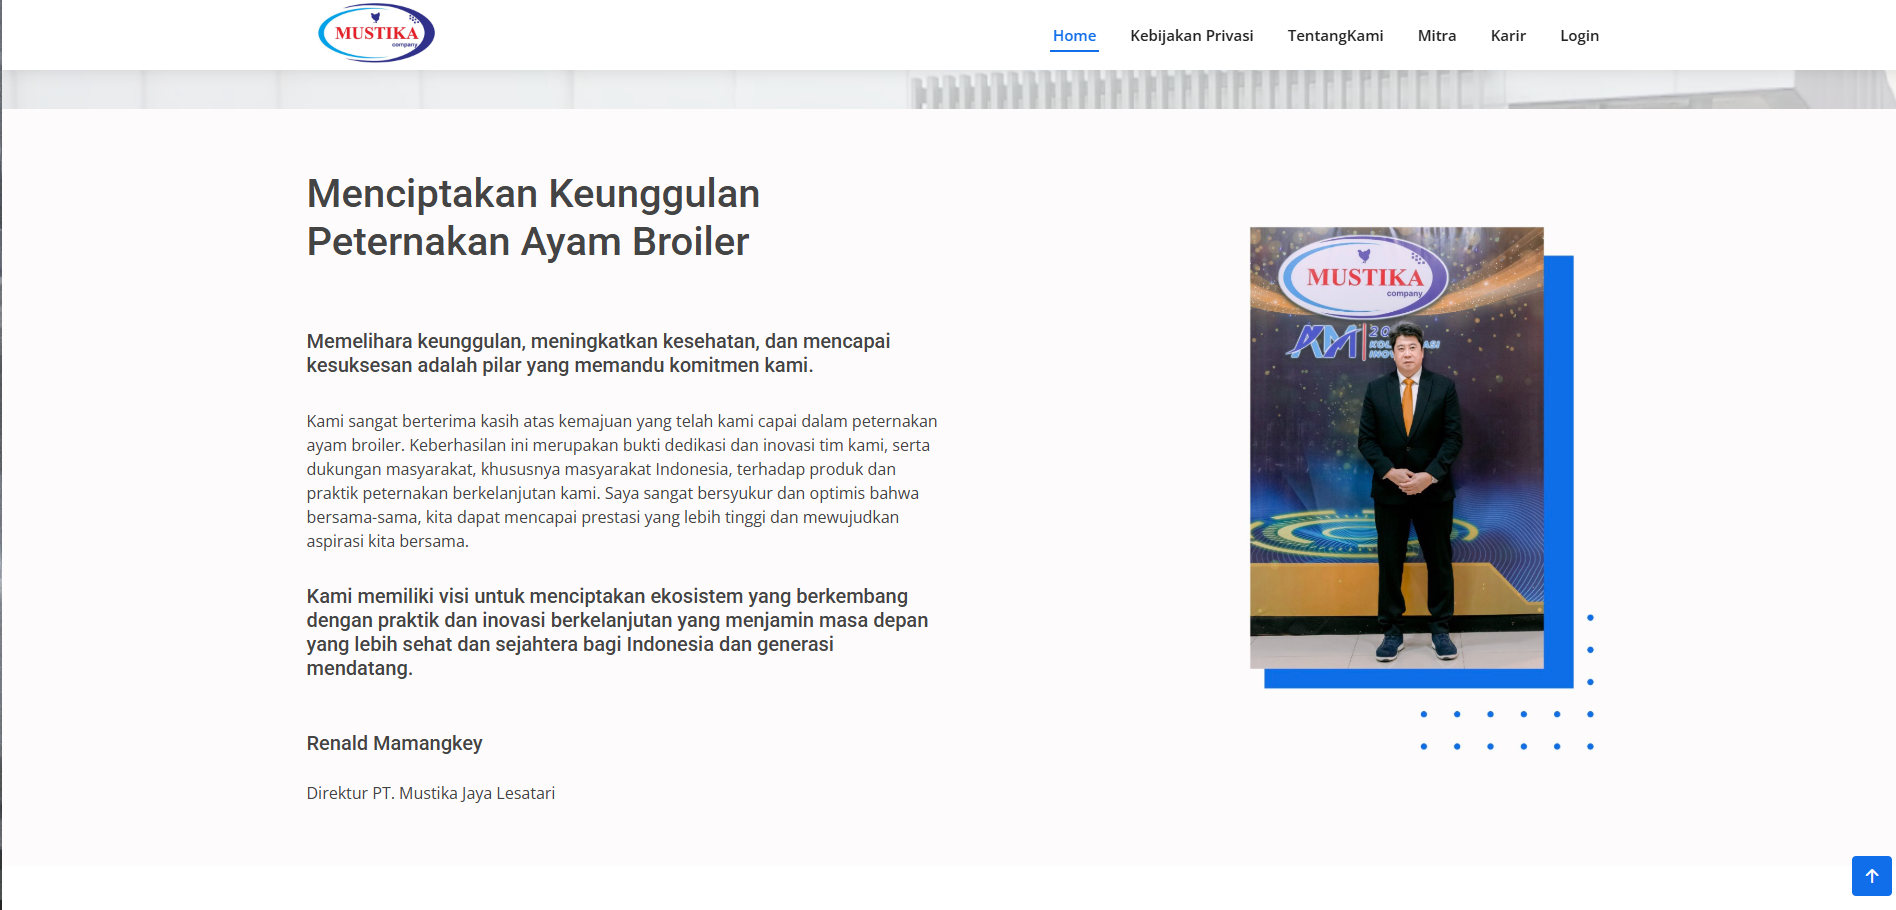 MUSTIKA
company
Home
Kebijakan Privasi
TentangKami
Mitra
Karir
Login
Menciptakan Keunggulan
Peternakan Ayam Broiler
Memelihara keunggulan, meningkatkan kesehatan, dan mencapai
kesuksesan adalah pilar yang memandu komitmen kami.
Kami sangat berterima kasih atas kemajuan yang telah kami capai dalam peternakan
ayam broiler. Keberhasilan ini merupakan bukti dedikasi dan inovasi tim kami, serta
dukungan masyarakat, khususnya masyarakat Indonesia, terhadap produk dan
praktik peternakan berkelanjutan kami. Saya sangat bersyukur dan optimis bahwa
bersama-sama, kita dapat mencapai prestasi yang lebih tinggi dan mewujudkan
aspirasi kita bersama.
Kami memiliki visi untuk menciptakan ekosistem yang berkembang
dengan praktik dan inovasi berkelanjutan yang menjamin masa depan
yang lebih sehat dan sejahtera bagi Indonesia dan generasi
mendatang.
Renald Mamangkey
Direktur PT. Mustika Jaya Lesatari
MUSTIKA
company